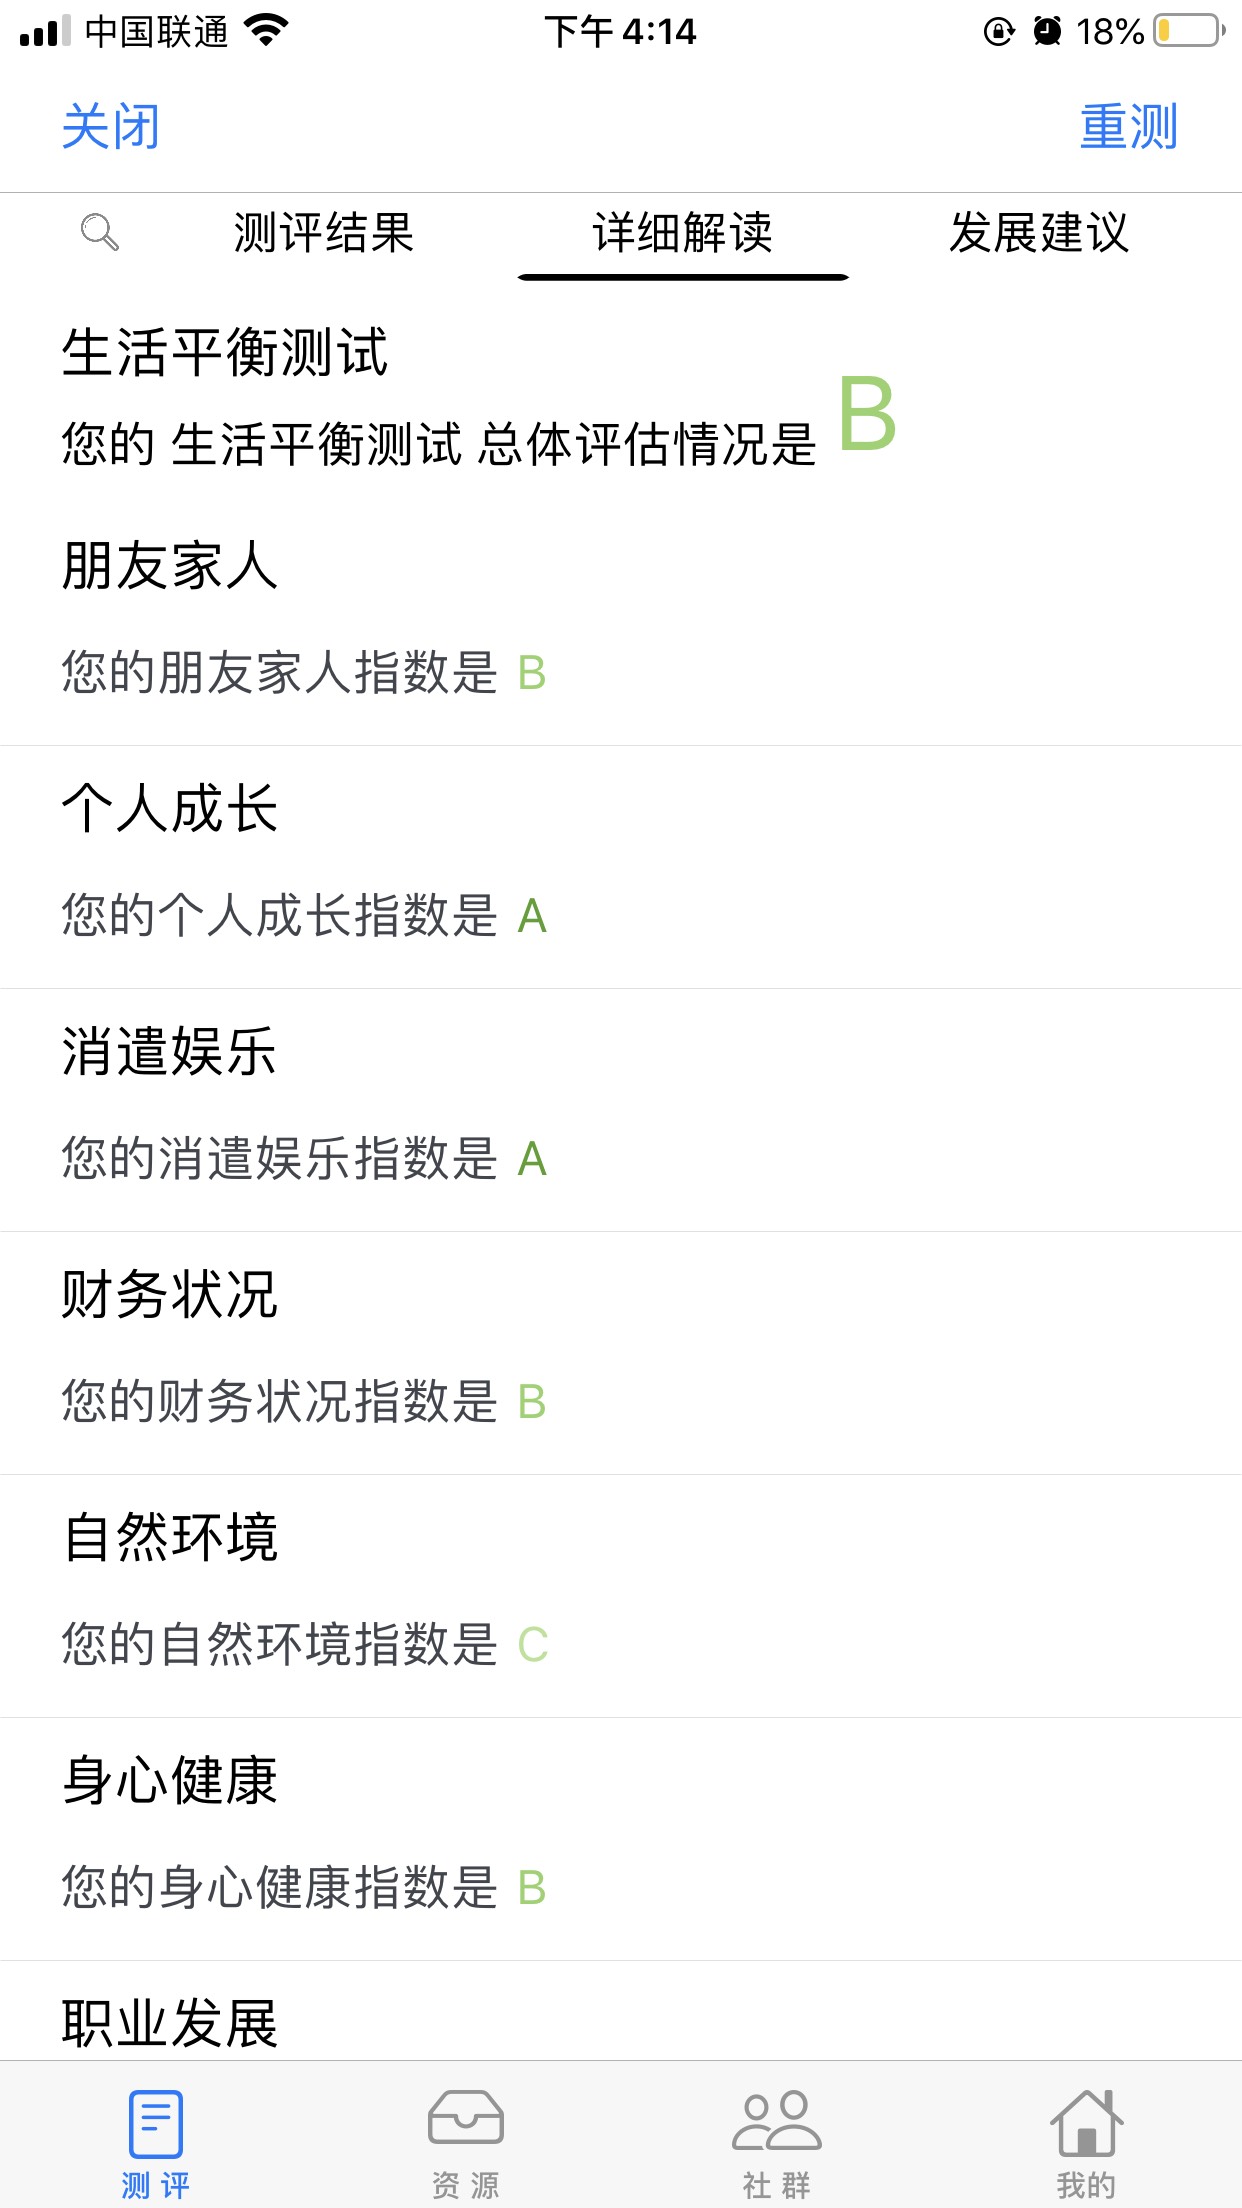 中国联通 下午 4:14 18%
关闭 重测
测评结果 详细解读 发展建议
生活平衡测试
您的 生活平衡测试 总体评估情况是 B
朋友家人
您的朋友家人指数是 B
个人成长
您的个人成长指数是 A
消遣娱乐
您的消遣娱乐指数是 A
财务状况
您的财务状况指数是 B
自然环境
您的自然环境指数是 C
身心健康
您的身心健康指数是 B
职业发展
测评 资源 社群 我的